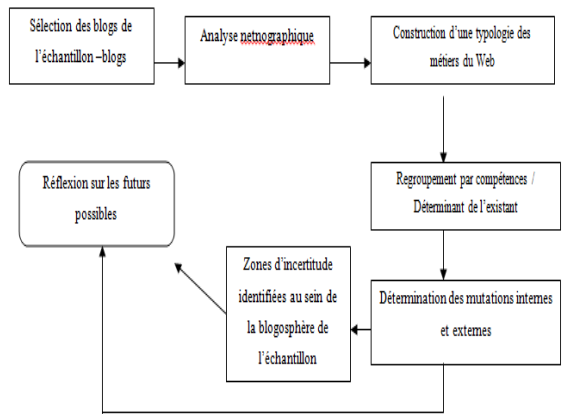 Sélection des blogs de
l'échantillon –blogs
Analyse netnographique
Construction d'une typologie des
métiers du Web
Regroupement par compétences /
Déterminant de l'existant
Détermination des mutations internes
et externes
Zones d'incertitude
identifiées au sein de
la blogosphère de
l'échantillon
Réflexion sur les futurs
possibles